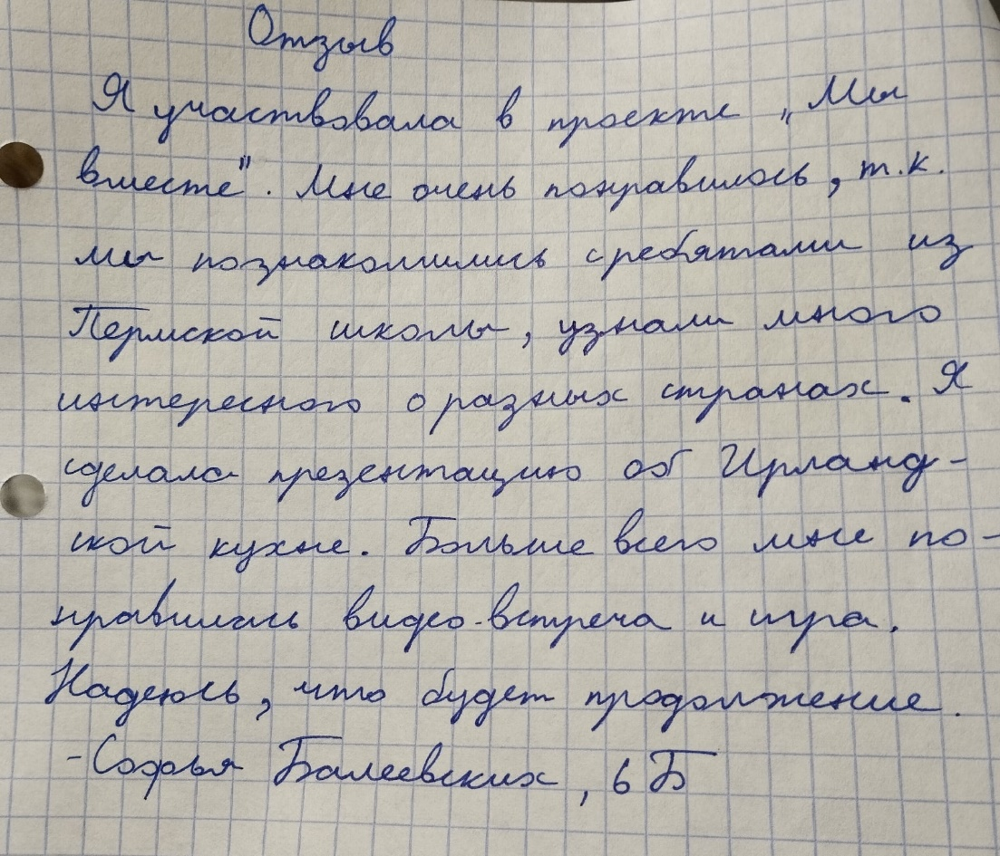 Отзыв
Я участвовала в проекте „Мы
вместе". Мне очень понравилось, т.к.
мы познакомились с ребятами из
Пермской школы, узнали много
интересного о разных странах. Я
сделала презентацию об Ирланд-
ской кухне. Больше всего мне по-
нравилась видео-встреча и игра.
Надеюсь, что будет продолжение.
-Софья Балеевских, 6 Б